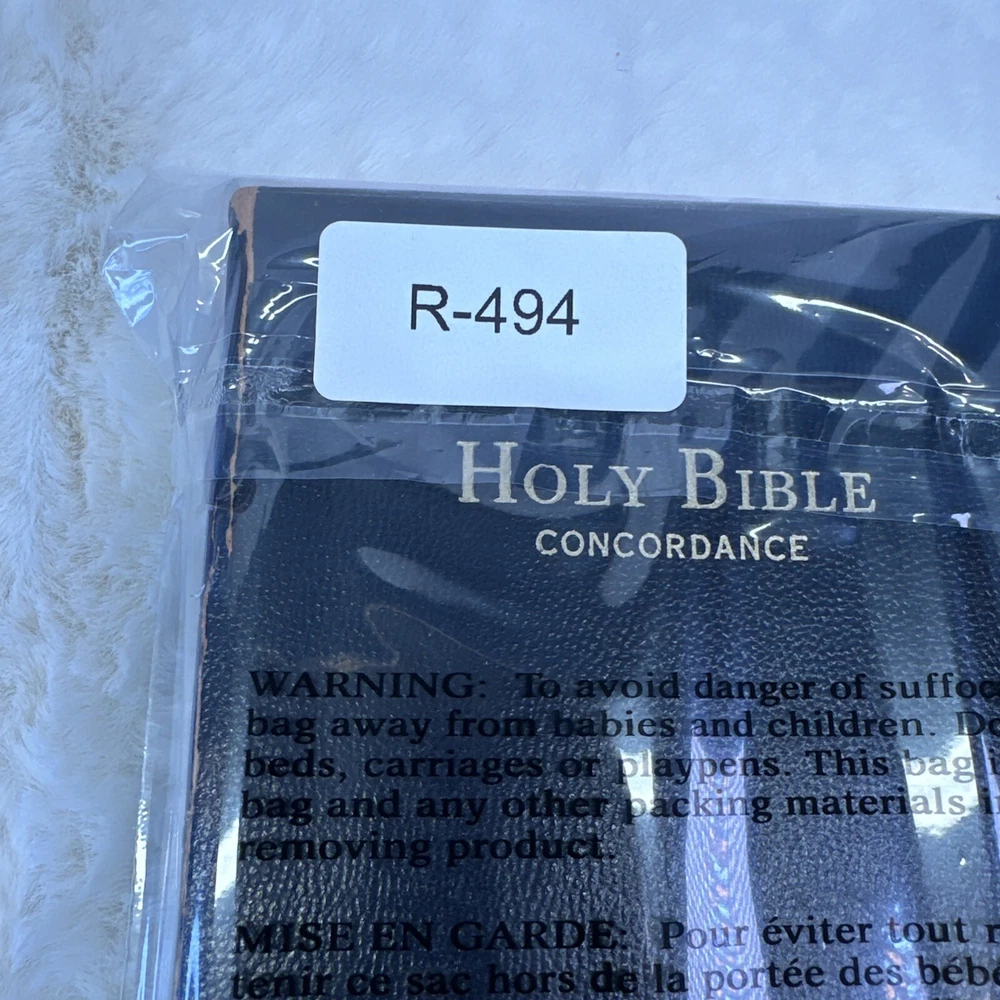 R-494
HOLY BIBLE
CONCORDANCE
WARNING: To avoid danger of
bag away from babies and children.
beds, carriages or playpens. This bag
bag and any other packing materials
removing product.
MISE EN GARDE: Pour éviter tout
tenir ce sac hors de la portée des